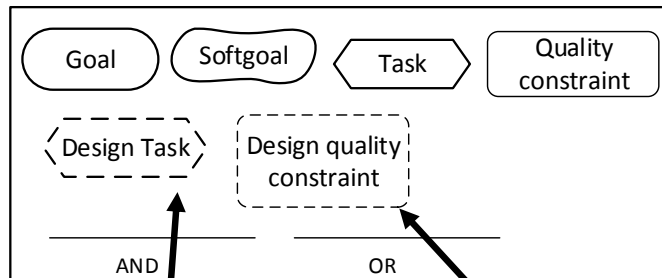 Goal
Softgoal
Task
Quality
constraint
Design Task
Design quality
constraint
AND
OR